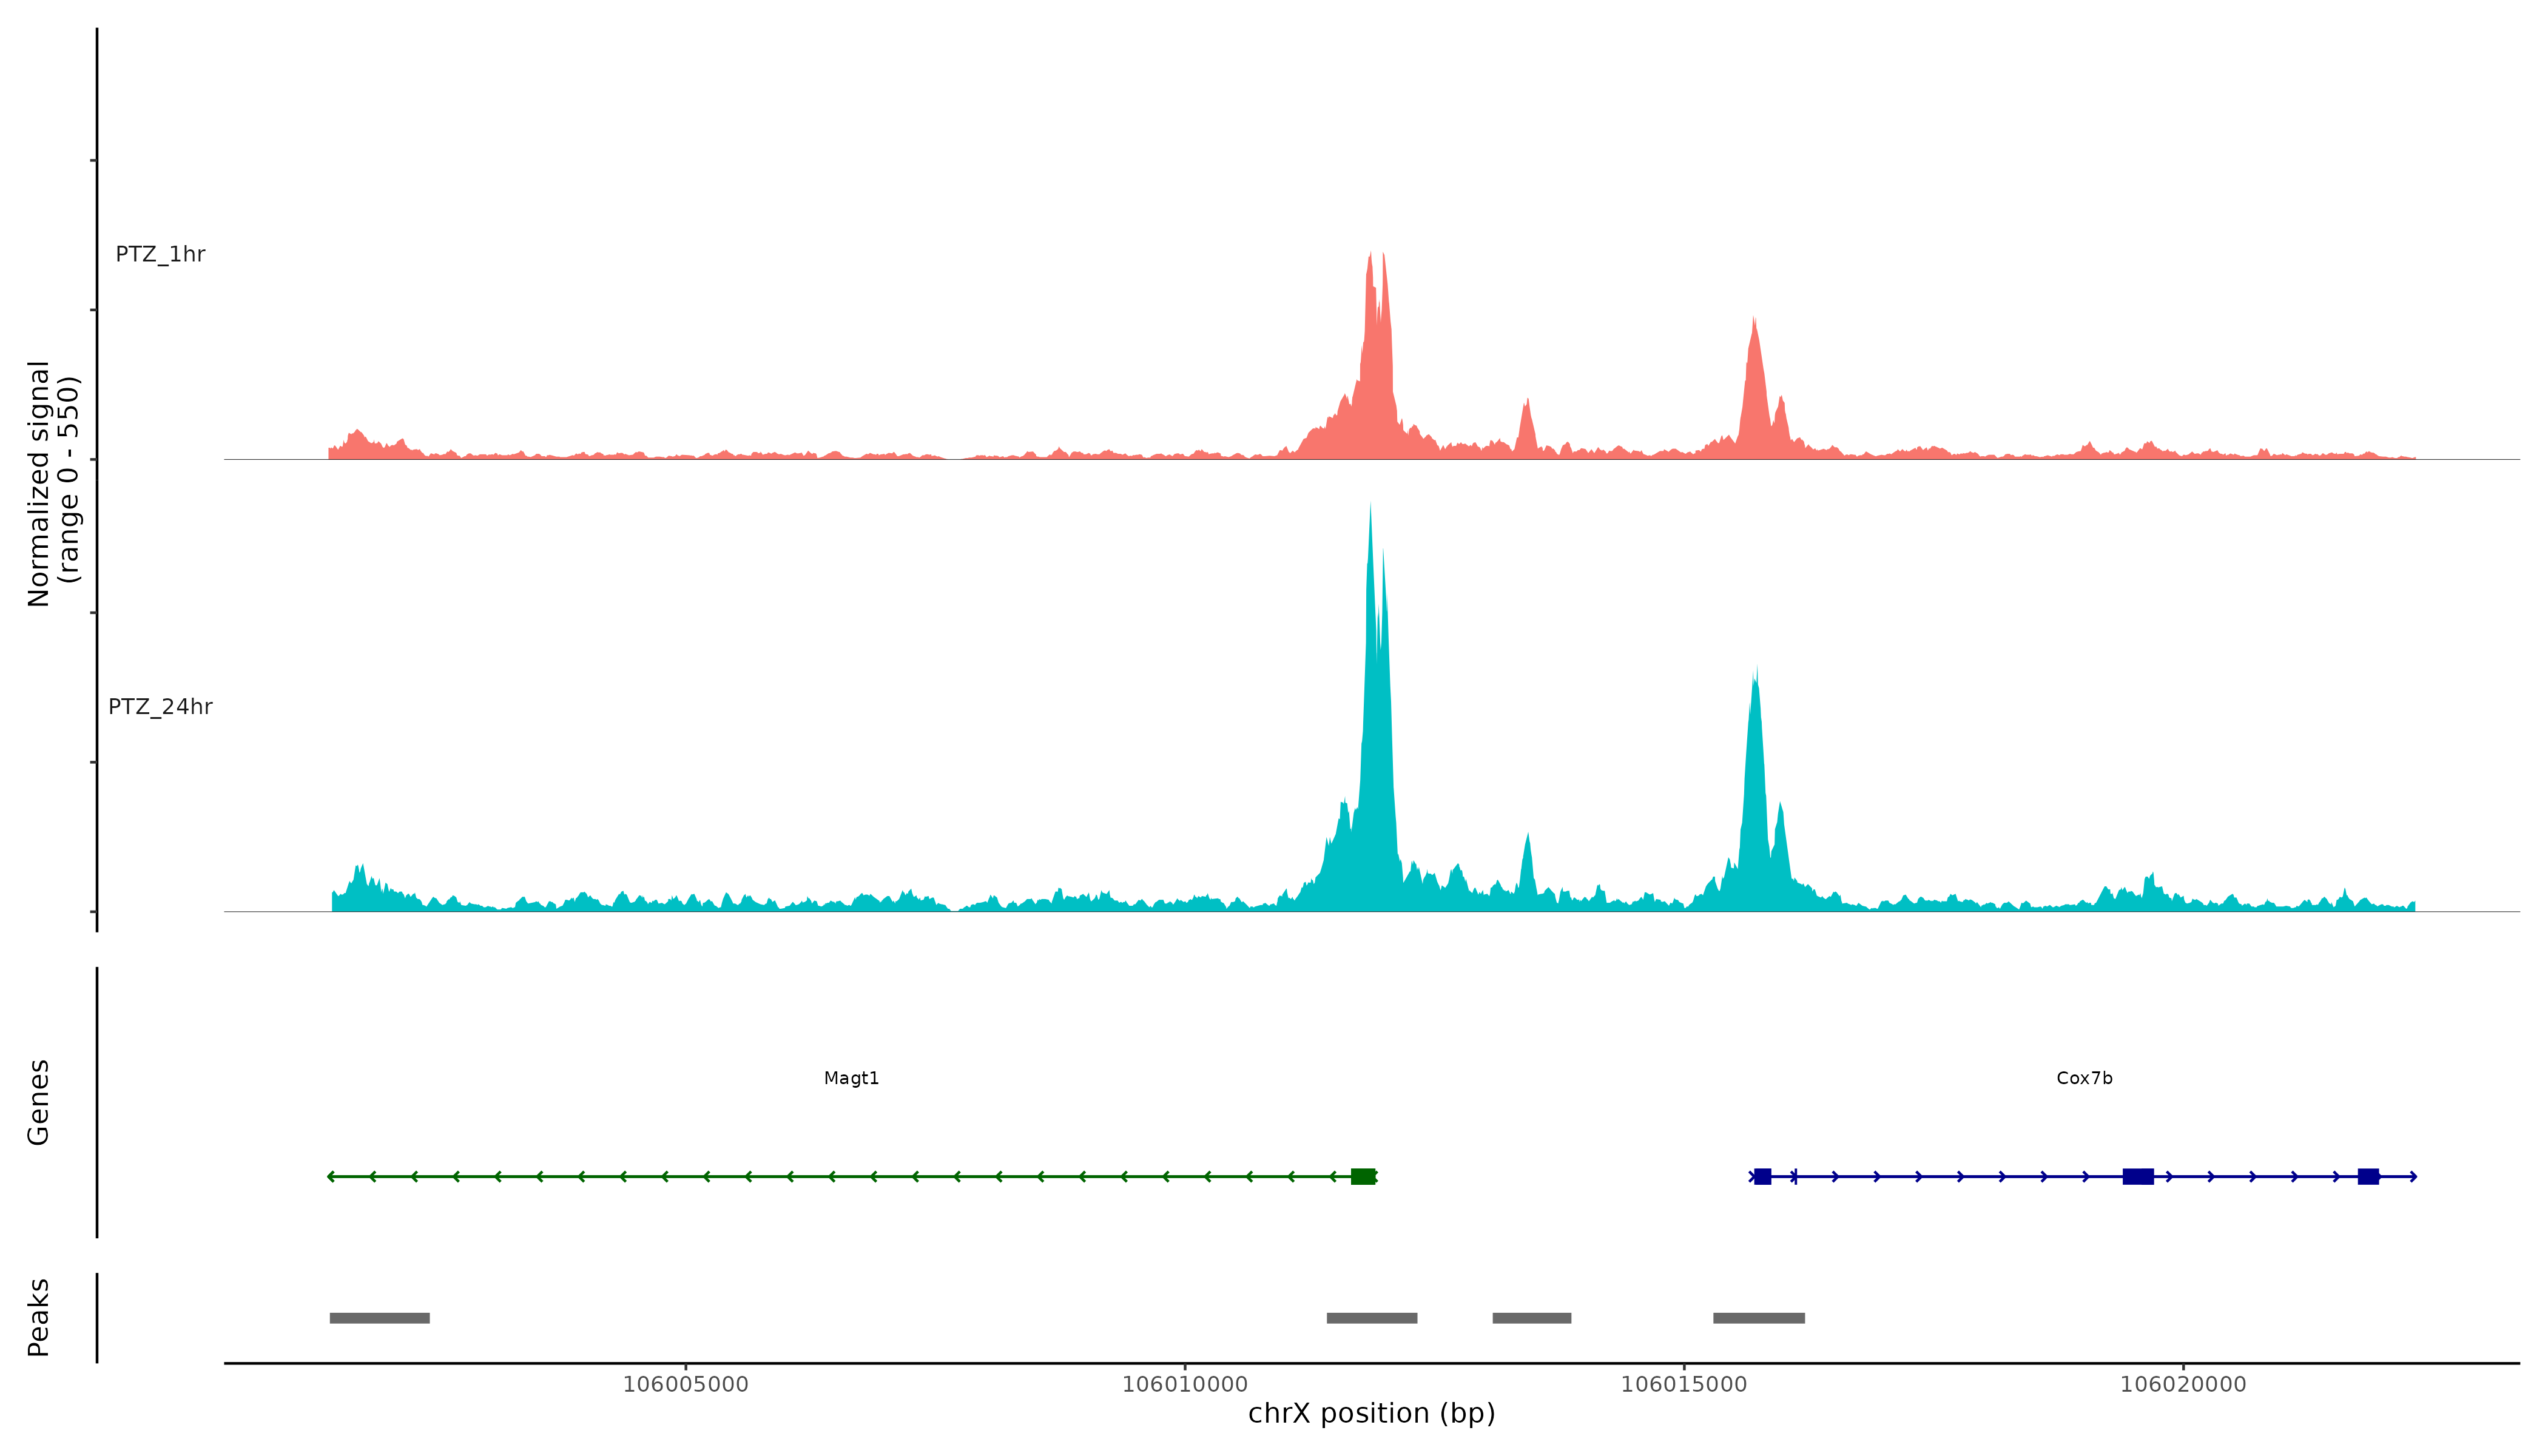 Normalized signal
(range 0 - 550)
PTZ_1hr
PTZ_24hr
Genes
Magt1
Cox7b
Peaks
106005000
106010000
106015000
106020000
chrX position (bp)